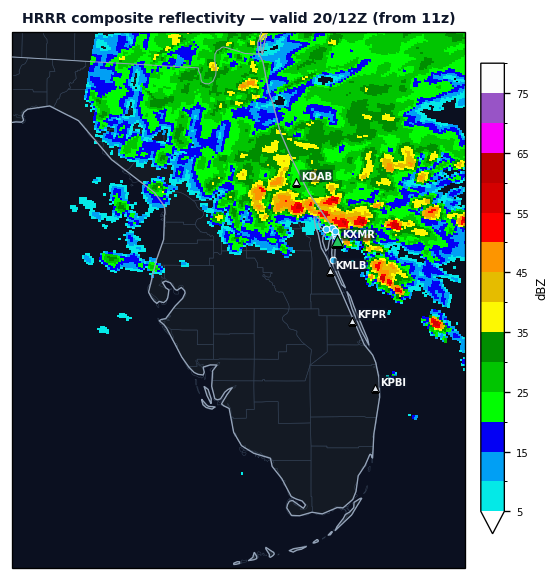 HRRR composite reflectivity — valid 20/12Z (from 11z)
KDAB
KXMR
KMLB
KFPR
KPBI
75
65
55
45
35
25
15
5
dBZ